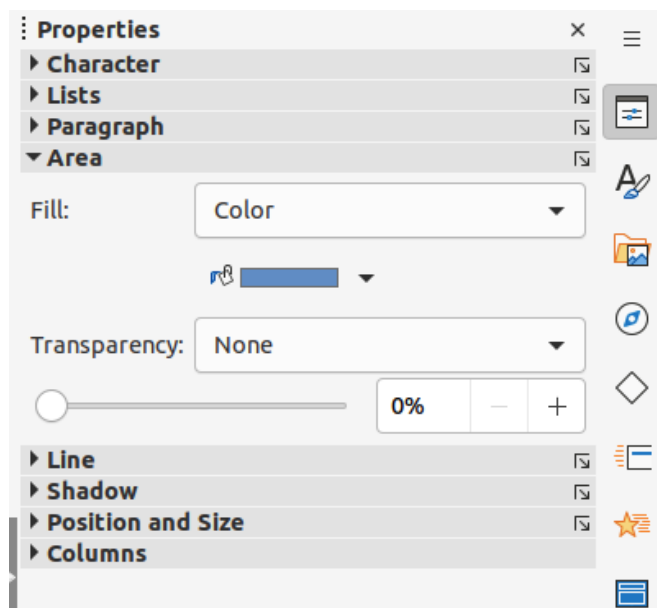 Properties
Character
Lists
Paragraph
Area
Fill: Color
Transparency: None
0%
Line
Shadow
Position and Size
Columns